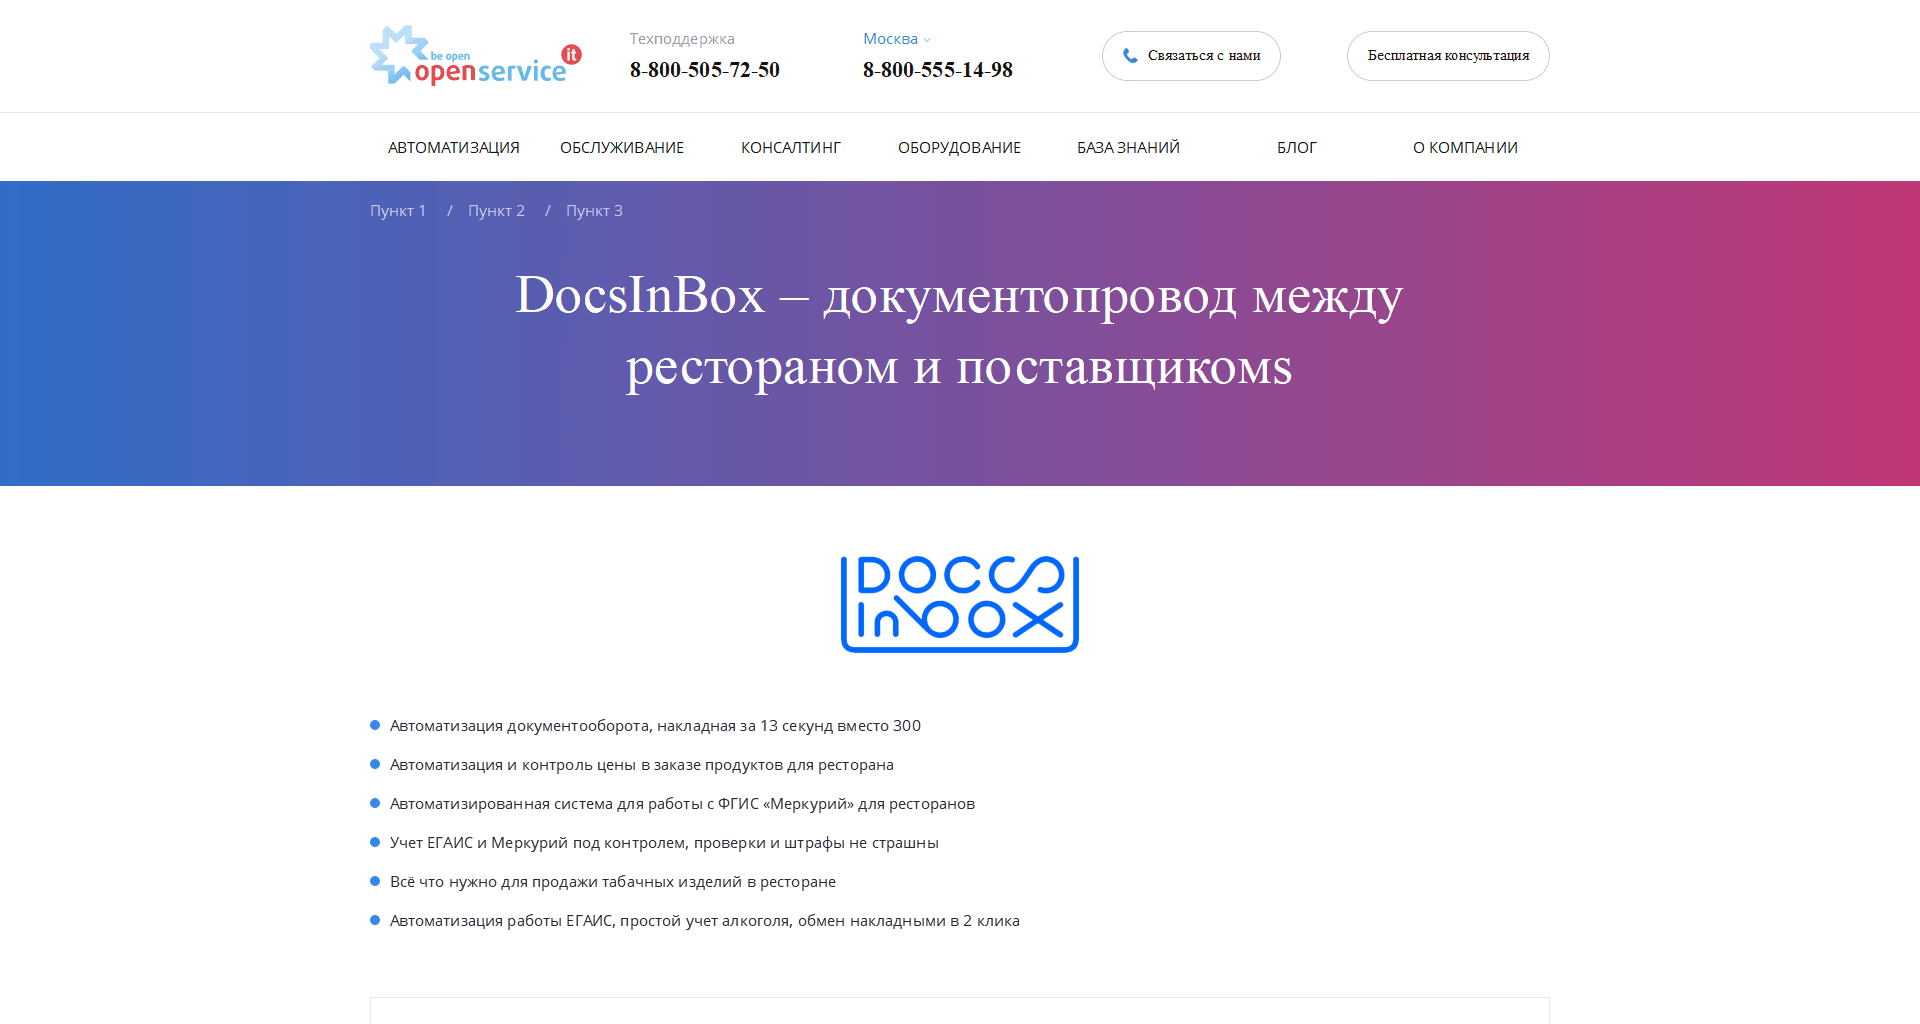 be open
openservice it
Техподдержка
8-800-505-72-50
Москва
8-800-555-14-98
Связаться с нами
Бесплатная консультация
АВТОМАТИЗАЦИЯ ОБСЛУЖИВАНИЕ КОНСАЛТИНГ ОБОРУДОВАНИЕ БАЗА ЗНАНИЙ БЛОГ О КОМПАНИИ
Пункт 1 / Пункт 2 / Пункт 3
DocsInBox – документопровод между
рестораном и поставщикомs
DOCS
InBOX
Автоматизация документооборота, накладная за 13 секунд вместо 300
Автоматизация и контроль цены в заказе продуктов для ресторана
Автоматизированная система для работы с ФГИС «Меркурий» для ресторанов
Учет ЕГАИС и Меркурий под контролем, проверки и штрафы не страшны
Всё что нужно для продажи табачных изделий в ресторане
Автоматизация работы ЕГАИС, простой учет алкоголя, обмен накладными в 2 клика